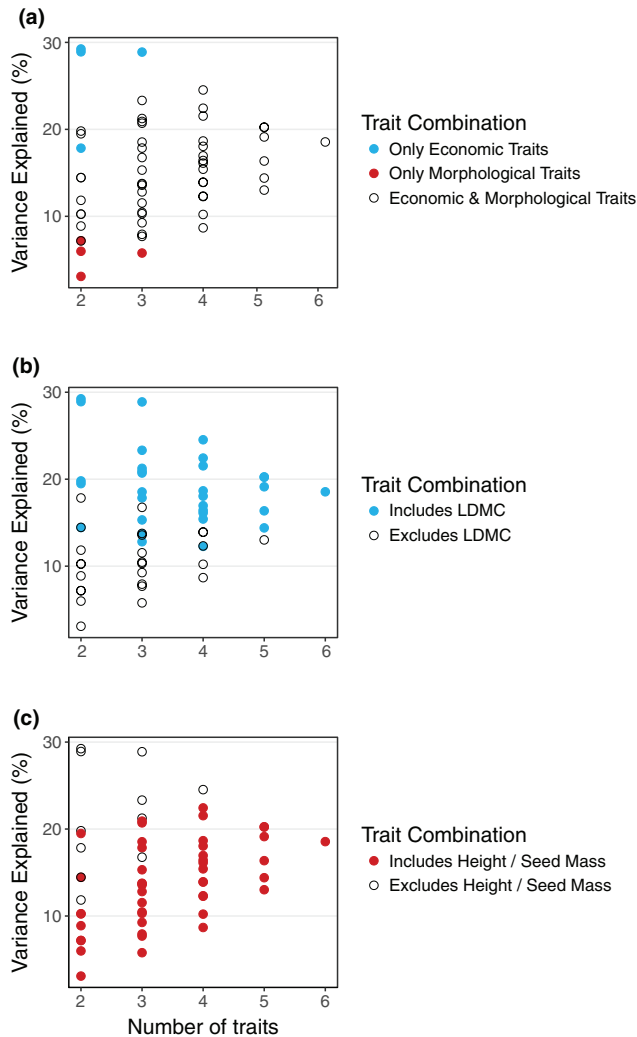 (a)
30
20
10
Variance Explained (%)
2 3 4 5 6
Trait Combination
Only Economic Traits
Only Morphological Traits
Economic & Morphological Traits
(b)
30
20
10
Variance Explained (%)
2 3 4 5 6
Trait Combination
Includes LDMC
Excludes LDMC
(c)
30
20
10
Variance Explained (%)
2 3 4 5 6
Number of traits
Trait Combination
Includes Height / Seed Mass
Excludes Height / Seed Mass